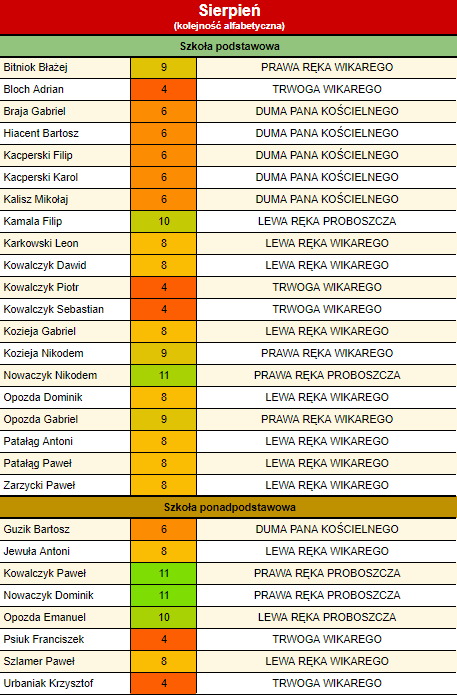 Sierpień
(kolejność alfabetyczna)
Szkoła podstawowa
Bitniok Błażej 9 PRAWA RĘKA WIKAREGO
Bloch Adrian 4 TRWOGA WIKAREGO
Braja Gabriel 6 DUMA PANA KOŚCIELNEGO
Hiacent Bartosz 6 DUMA PANA KOŚCIELNEGO
Kacperski Filip 6 DUMA PANA KOŚCIELNEGO
Kacperski Karol 6 DUMA PANA KOŚCIELNEGO
Kalisz Mikołaj 6 DUMA PANA KOŚCIELNEGO
Kamala Filip 10 LEWA RĘKA PROBOSZCZA
Karkowski Leon 8 LEWA RĘKA WIKAREGO
Kowalczyk Dawid 8 LEWA RĘKA WIKAREGO
Kowalczyk Piotr 4 TRWOGA WIKAREGO
Kowalczyk Sebastian 4 TRWOGA WIKAREGO
Kozieja Gabriel 8 LEWA RĘKA WIKAREGO
Kozieja Nikodem 9 PRAWA RĘKA WIKAREGO
Nowaczyk Nikodem 11 PRAWA RĘKA PROBOSZCZA
Opozda Dominik 8 LEWA RĘKA WIKAREGO
Opozda Gabriel 9 PRAWA RĘKA WIKAREGO
Pataląg Antoni 8 LEWA RĘKA WIKAREGO
Pataląg Paweł 8 LEWA RĘKA WIKAREGO
Zarzycki Paweł 8 LEWA RĘKA WIKAREGO
Szkoła ponadpodstawowa
Guzik Bartosz 6 DUMA PANA KOŚCIELNEGO
Jewuła Antoni 8 LEWA RĘKA WIKAREGO
Kowalczyk Paweł 11 PRAWA RĘKA PROBOSZCZA
Nowaczyk Dominik 11 PRAWA RĘKA PROBOSZCZA
Opozda Emanuel 10 LEWA RĘKA PROBOSZCZA
Psiuk Franciszek 4 TRWOGA WIKAREGO
Szlamer Paweł 8 LEWA RĘKA WIKAREGO
Urbaniak Krzysztof 4 TRWOGA WIKAREGO